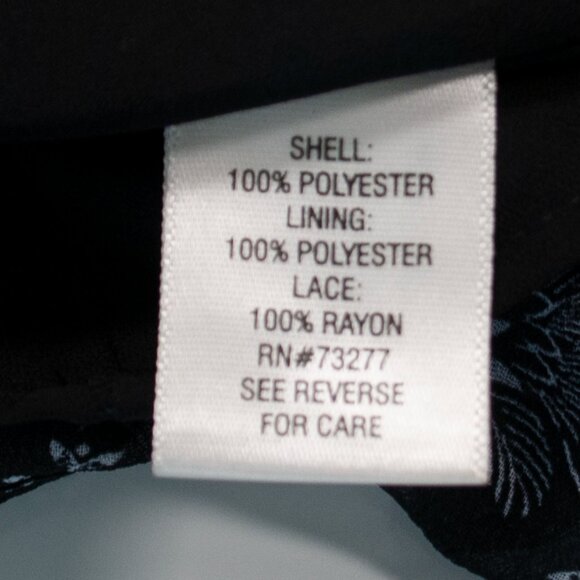 SHELL:
100% POLYESTER
LINING:
100% POLYESTER
LACE:
100% RAYON
RN#73277
SEE REVERSE
FOR CARE